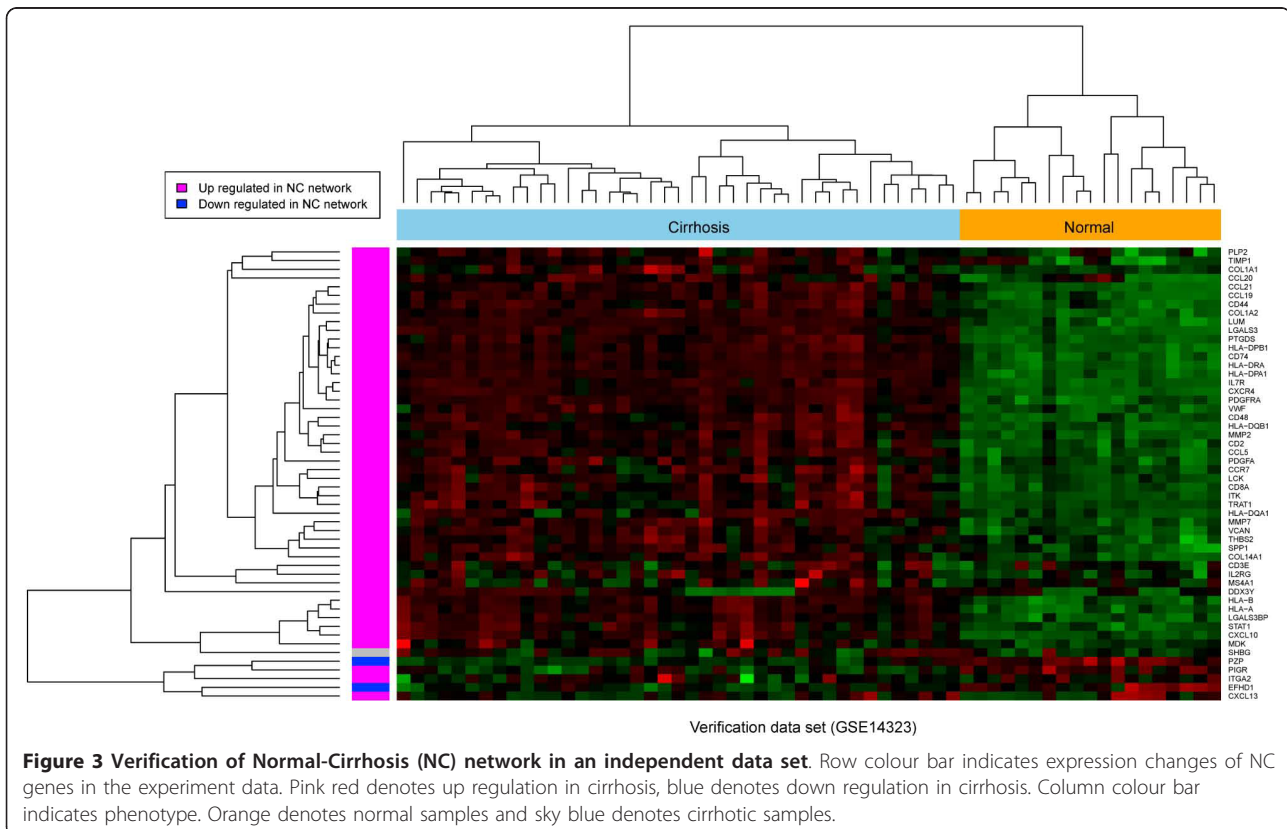 Up regulated in NC network
Down regulated in NC network
Cirrhosis
Normal
PLP2
TIMP1
COL1A1
CCL20
CCL21
CCL19
CD44
COL1A2
LUM
LGALS3
PTGDS
HLA-DPB1
CD74
HLA-DRA
HLA-DPA1
IL7R
CXCR4
PDGFRA
VWF
CD48
HLA-DQB1
MMP2
CD2
CCL5
PDGFA
CCR7
LCK
CD8A
ITK
TRAT1
HLA-DQA1
MMP7
VCAN
THBS2
SPP1
COL14A1
CD3E
IL2RG
MS4A1
DDX3Y
HLA-B
HLA-A
LGALS3BP
STAT1
CXCL10
MDK
SHBG
PZP
PIGR
ITGA2
EFHD1
CXCL13
Verification data set (GSE14323)
Figure 3 Verification of Normal-Cirrhosis (NC) network in an independent data set. Row colour bar indicates expression changes of NC
genes in the experiment data. Pink red denotes up regulation in cirrhosis, blue denotes down regulation in cirrhosis. Column colour bar
indicates phenotype. Orange denotes normal samples and sky blue denotes cirrhotic samples.